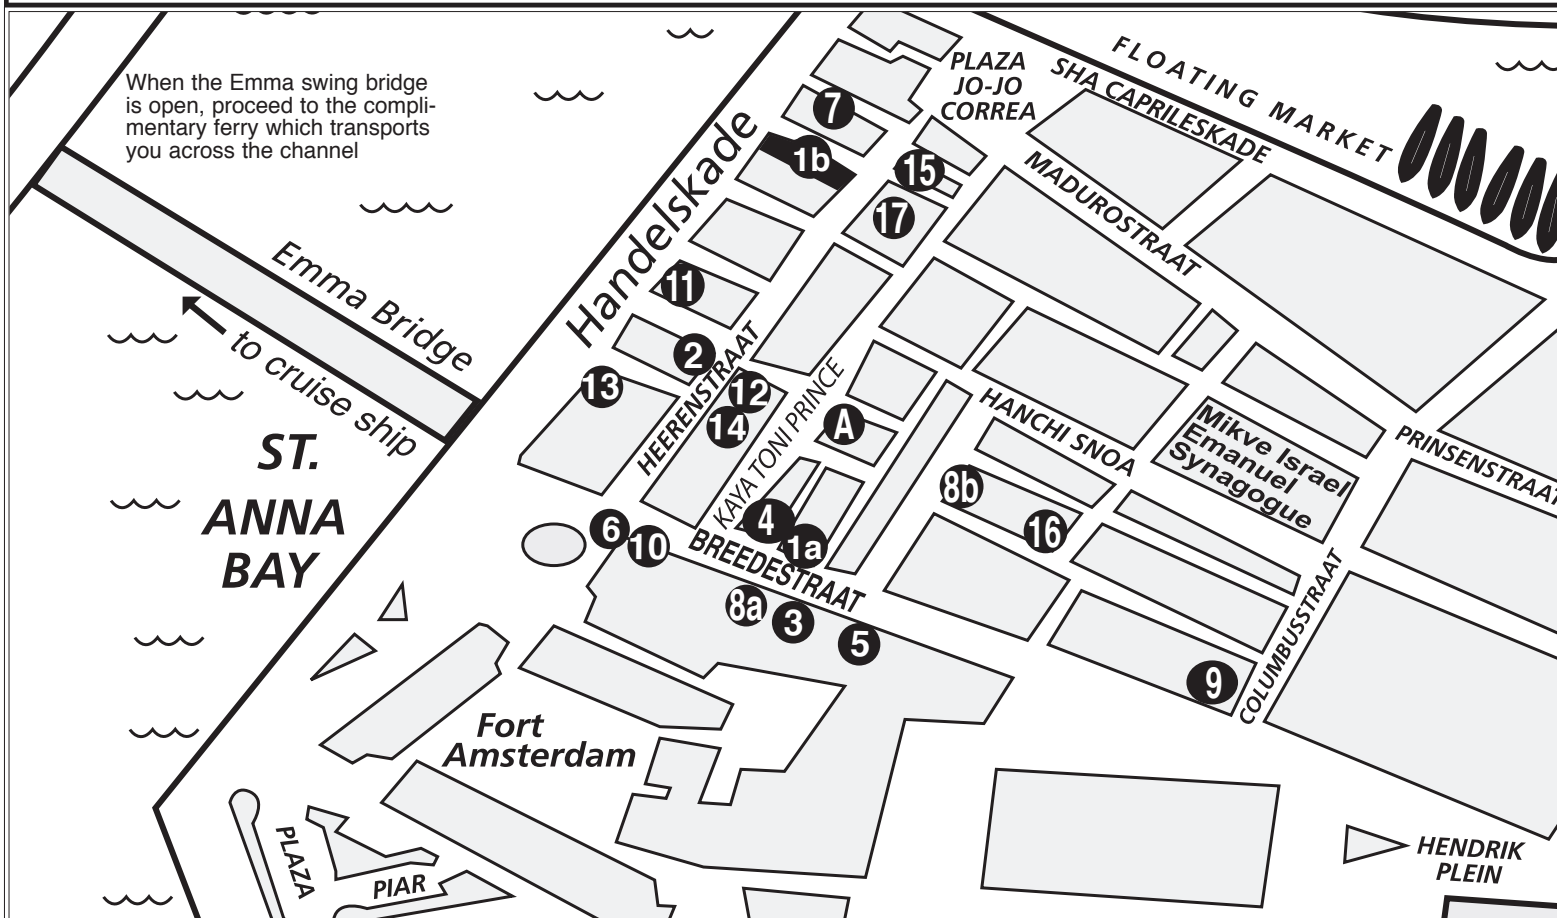 When the Emma swing bridge
is open, proceed to the compli-
mentary ferry which transports
you across the channel
PLAZA
JO-JO
CORREA
FLOATING MARKET
SHA CAPRILESKADE
7
1b
15
17
MADUROSTRAAT
Handelskade
Emma Bridge
to cruise ship
11
2
13
HEERENSTRAAT
12
14
KAYA TONI PRINCE
A
HANCHI SNOA
Mikve Israel
Emanuel
Synagogue
PRINSENSTRAAT
ST.
ANNA
BAY
8b
16
4
1a
6
10
BREEDESTRAAT
8a
3
5
9
COLUMBUSSTRAAT
Fort
Amsterdam
PLAZA
PIAR
HENDRIK
PLEIN